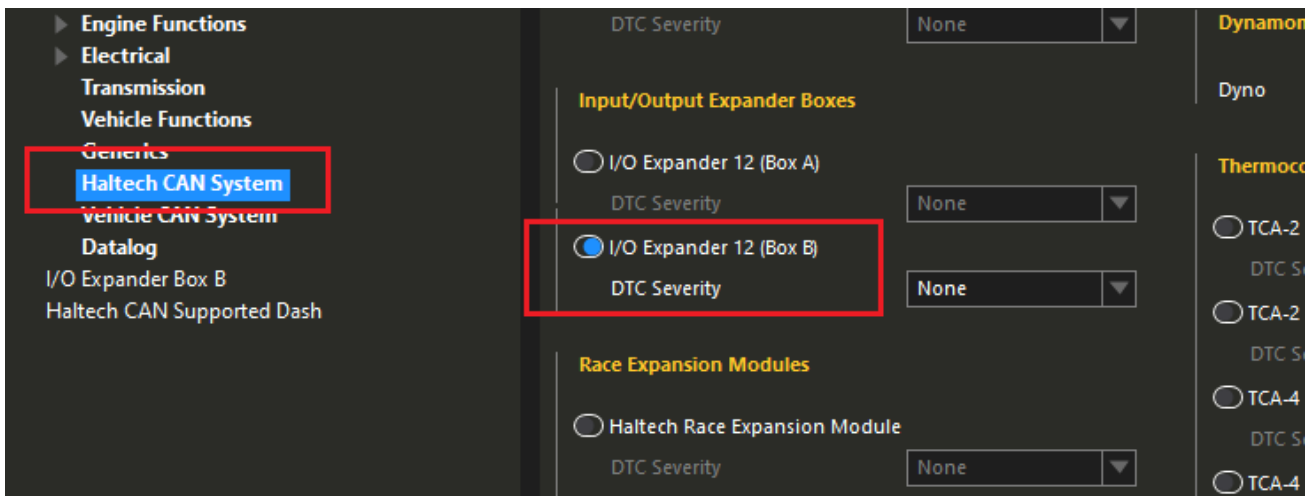 Engine Functions
Electrical
Transmission
Vehicle Functions
Generics
Haltech CAN System
Vehicle CAN System
Datalog
I/O Expander Box B
Haltech CAN Supported Dash
DTC Severity None
Input/Output Expander Boxes
I/O Expander 12 (Box A)
DTC Severity None
I/O Expander 12 (Box B)
DTC Severity None
Race Expansion Modules
Haltech Race Expansion Module
DTC Severity None
Dyno
TCA-2
DTC
TCA-2
DTC
TCA-4
DTC
TCA-4